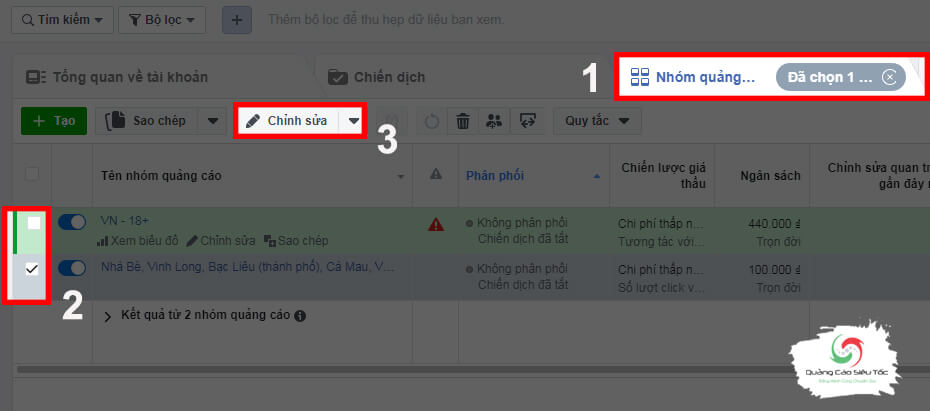 Tìm kiếm
Bộ lọc
+
Thêm bộ lọc để thu hẹp dữ liệu bạn xem.
Tổng quan về tài khoản
Chiến dịch
1
Nhóm quảng…
Đã chọn 1 …
+ Tạo
Sao chép
Chỉnh sửa
3
Quy tắc
Tên nhóm quảng cáo
Phân phối
Chiến lược giá
thầu
Ngân sách
Chỉnh sửa quan tr
gần đây n
VN - 18+
Xem biểu đồ Chỉnh sửa Sao chép
Không phân phối
Chiến dịch đã tắt
Chi phí thấp n…
Tương tác với…
440.000 ₫
Trọn đời
Nhà Bè, Vinh Long, Bạc Liêu (thành phố), Cà Mau, V…
Không phân phối
Chiến dịch đã tắt
Chi phí thấp n…
Số lượt click v…
100.000 ₫
Trọn đời
2
Kết quả từ 2 nhóm quảng cáo
Quảng Cáo Siêu Tốc